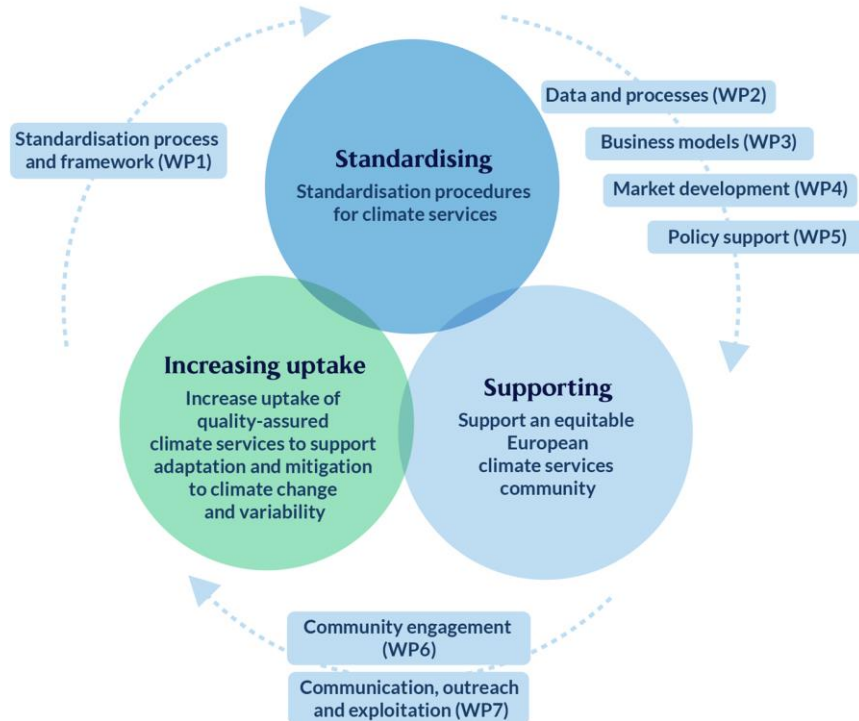 Standardisation process
and framework (WP1)
Standardising
Standardisation procedures
for climate services
Data and processes (WP2)
Business models (WP3)
Market development (WP4)
Policy support (WP5)
Increasing uptake
Increase uptake of
quality-assured
climate services to support
adaptation and mitigation
to climate change
and variability
Supporting
Support an equitable
European
climate services
community
Community engagement
(WP6)
Communication, outreach
and exploitation (WP7)